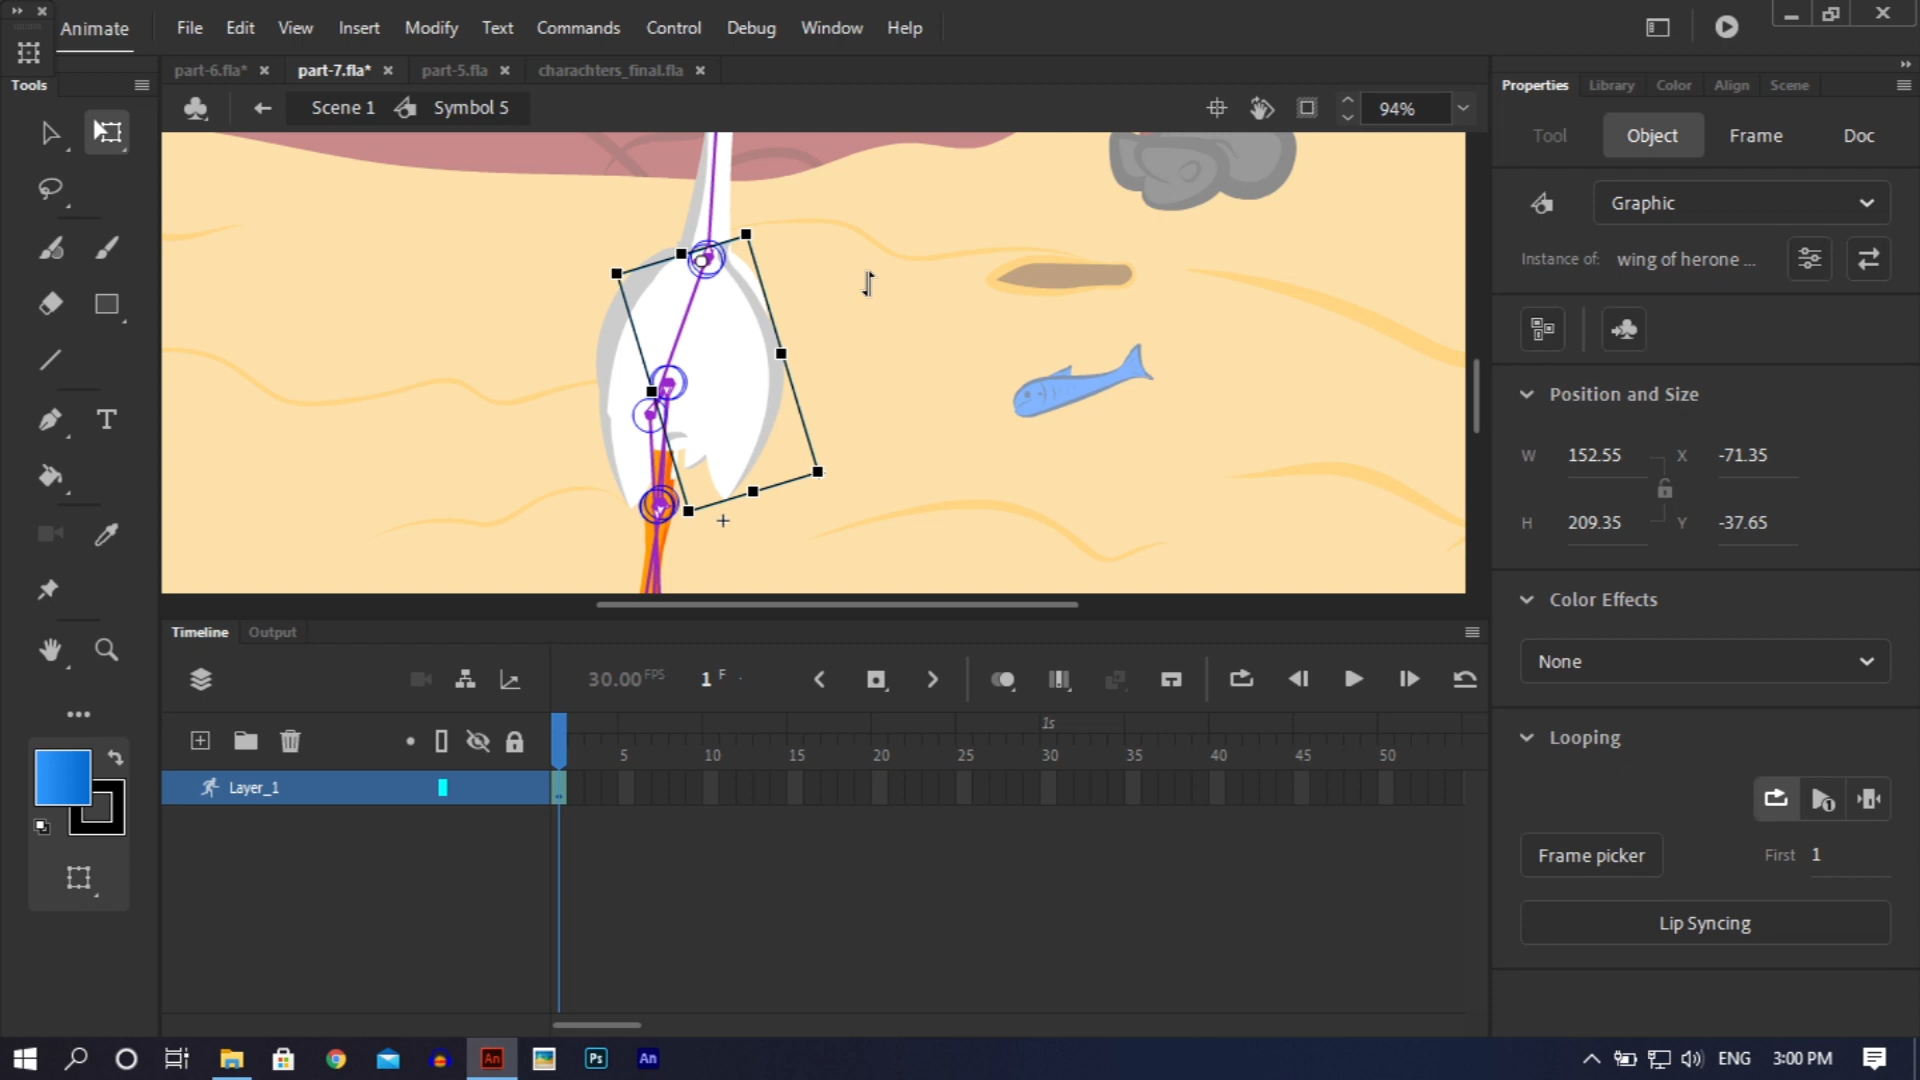 Animate
File Edit View Insert Modify Text Commands Control Debug Window Help
part-6.fla* part-7.fla* part-5.fla charachters_final.fla
Tools
Properties Library Color Align Scene
Scene 1 Symbol 5
94%
Tool Object Frame Doc
Graphic
Instance of: wing of herone ...
Position and Size
W 152.55 X -71.35
H 209.35 Y -37.65
Color Effects
None
Looping
Frame picker First 1
Lip Syncing
Timeline Output
30.00 FPS 1 F
1s
5 10 15 20 25 30 35 40 45 50
Layer_1
An Ps An
ENG 3:00 PM